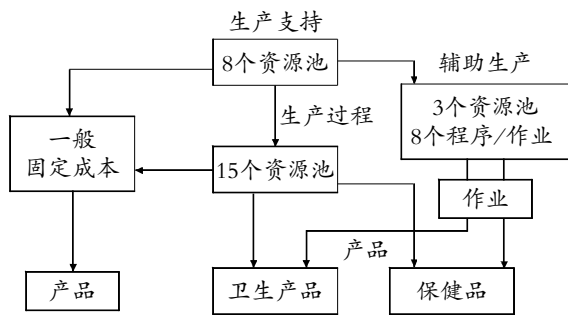 生产支持
8个资源池
辅助生产
3个资源池
8个程序/作业
生产过程
一般
固定成本
15个资源池
作业
产品
产品
卫生产品
保健品